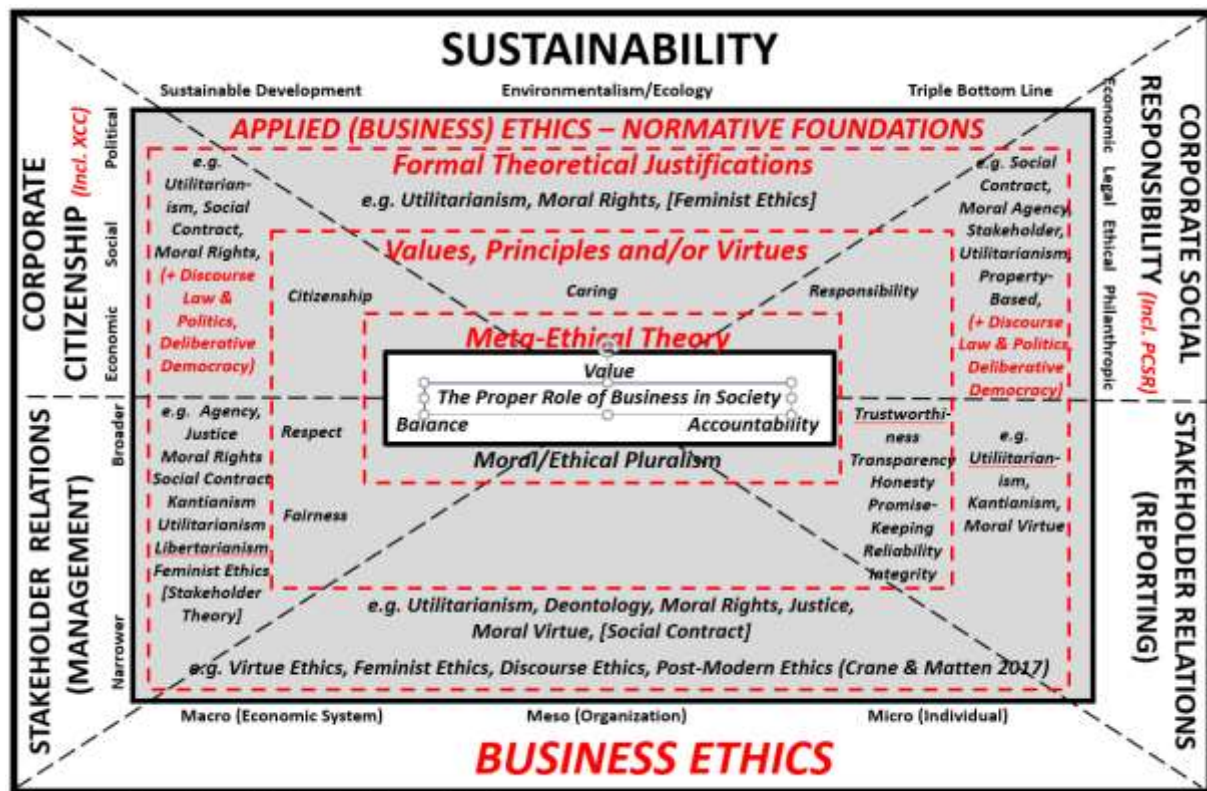 SUSTAINABILITY
Sustainable Development
Environmentalism/Ecology
Triple Bottom Line
CORPORATE
CITIZENSHIP (Incl. XCC)
Political
Social
Economic
CORPORATE SOCIAL
RESPONSIBILITY (Incl. PCSR)
Economic Legal Ethical Philanthropic
APPLIED (BUSINESS) ETHICS – NORMATIVE FOUNDATIONS
Formal Theoretical Justifications
e.g. Utilitarianism, Moral Rights, [Feminist Ethics]
e.g.
Utilitarian-
ism, Social
Contract,
Moral Rights,
(+ Discourse
Law &
Politics,
Deliberative
Democracy)
e.g. Social
Contract,
Moral Agency
Stakeholder,
Utilitarianism,
Property-
Based,
(+ Discourse
Law & Politics,
Deliberative
Democracy)
Values, Principles and/or Virtues
Citizenship
Caring
Responsibility
Meta-Ethical Theory
Value
The Proper Role of Business in Society
Balance
Accountability
Moral/Ethical Pluralism
Respect
Fairness
Trustworthi-
ness
Transparency
Honesty
Promise-
Keeping
Reliability
Integrity
e.g. Agency,
Justice
Moral Rights
Social Contract
Kantianism
Utilitarianism
Libertarianism
Feminist Ethics
[Stakeholder
Theory]
e.g.
Utiliitarian-
ism,
Kantianism,
Moral Virtue
e.g. Utilitarianism, Deontology, Moral Rights, Justice,
Moral Virtue, [Social Contract]
e.g. Virtue Ethics, Feminist Ethics, Discourse Ethics, Post-Modern Ethics (Crane & Matten 2017)
STAKEHOLDER RELATIONS
(MANAGEMENT)
Broader
Narrower
STAKEHOLDER RELATIONS
(REPORTING)
Macro (Economic System)
Meso (Organization)
Micro (Individual)
BUSINESS ETHICS